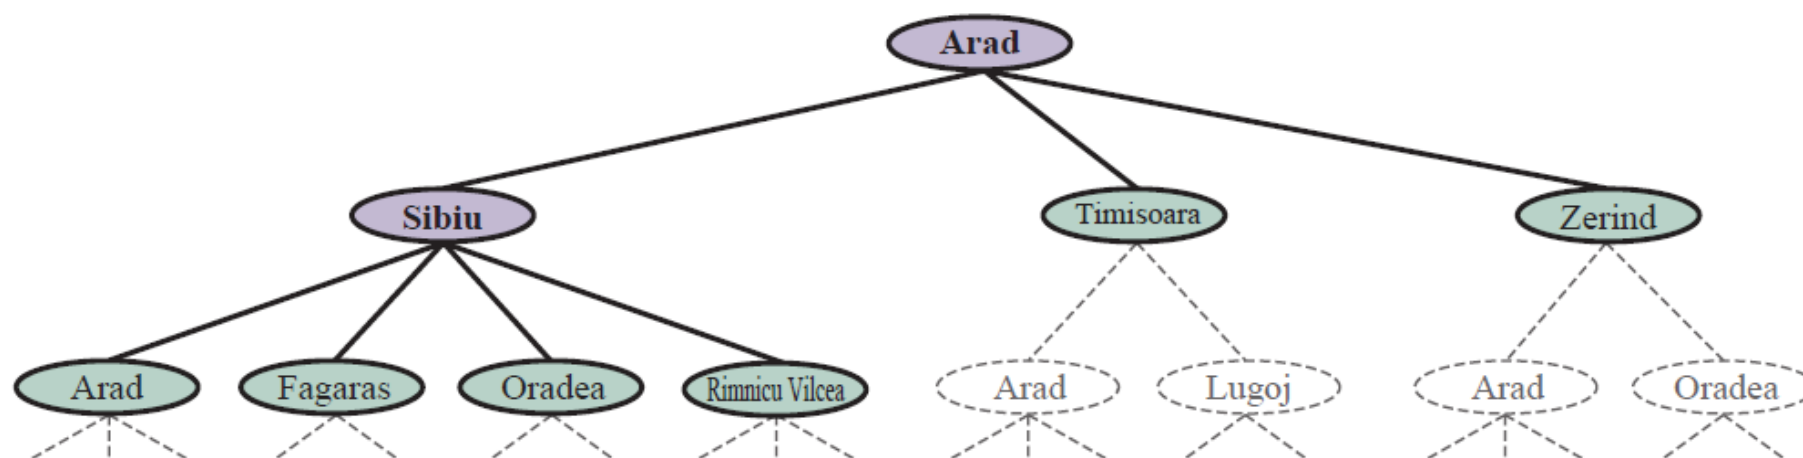 Arad
Sibiu
Timisoara
Zerind
Arad
Fagaras
Oradea
Rimnicu Vilcea
Arad
Lugoj
Arad
Oradea